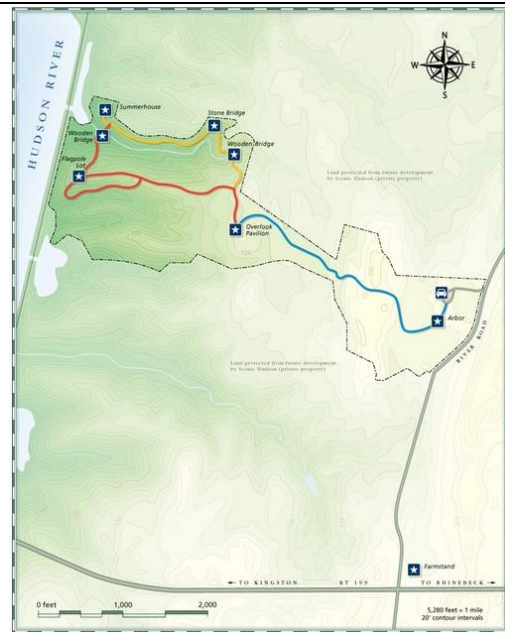 HUDSON RIVER
N
W
E
S
Summerhouse
Stone Bridge
Wooden
Bridge
Wooden Bridge
Flagpole
Lot
Land protected from future development
by Scenic Hudson (private property)
Overlook
Pavilion
Arbor
RIVER ROAD
Land protected from future development
by Scenic Hudson (private property)
Farmstand
TO KINGSTON
RT 199
TO RHINEBECK
0 feet
1,000
2,000
5,280 feet = 1 mile
20' contour intervals